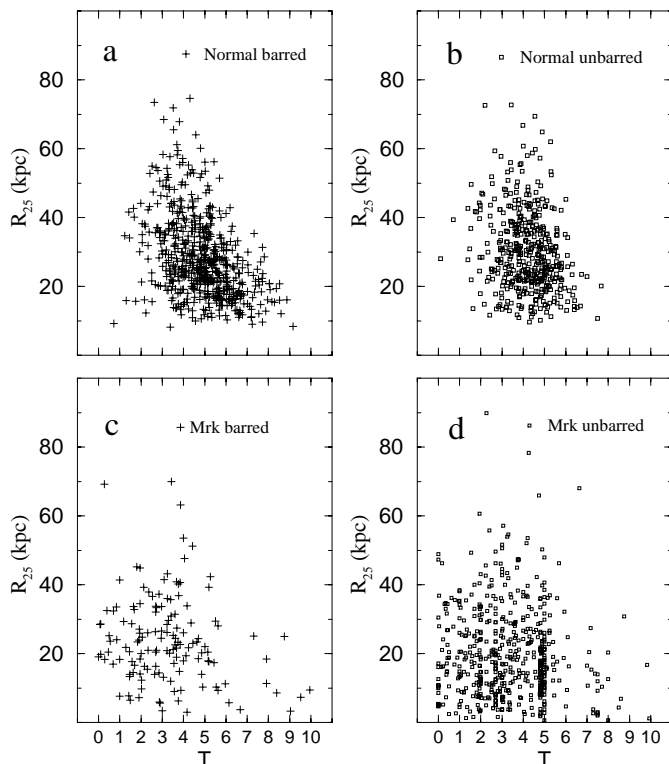 a + Normal barred
b □ Normal unbarred
80
80
60
60
R25 (kpc)
R25 (kpc)
40
40
20
20
c + Mrk barred
d □ Mrk unbarred
80
80
60
60
R25 (kpc)
R25 (kpc)
40
40
20
20
0 1 2 3 4 5 6 7 8 9 10
0 1 2 3 4 5 6 7 8 9 10
T
T